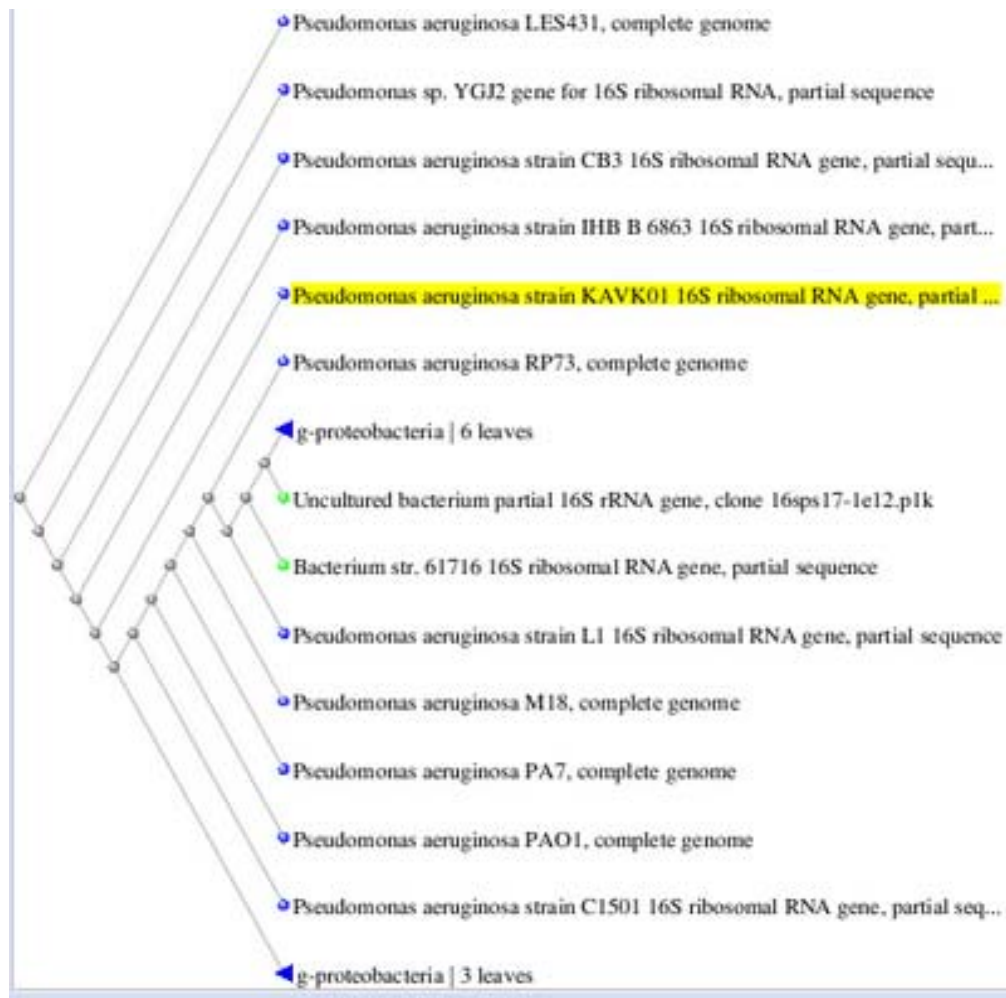 Pseudomonas aeruginosa LES431, complete genome
Pseudomonas sp. YGJ2 gene for 16S ribosomal RNA, partial sequence
Pseudomonas aeruginosa strain CB3 16S ribosomal RNA gene, partial sequ...
Pseudomonas aeruginosa strain IHB B 6863 16S ribosomal RNA gene, part...
Pseudomonas aeruginosa strain KAVK01 16S ribosomal RNA gene, partial ...
Pseudomonas aeruginosa RP73, complete genome
g-proteobacteria | 6 leaves
Uncultured bacterium partial 16S rRNA gene, clone 16sps17-1e12.p1k
Bacterium str. 61716 16S ribosomal RNA gene, partial sequence
Pseudomonas aeruginosa strain L1 16S ribosomal RNA gene, partial sequence
Pseudomonas aeruginosa M18, complete genome
Pseudomonas aeruginosa PA7, complete genome
Pseudomonas aeruginosa PAO1, complete genome
Pseudomonas aeruginosa strain C1501 16S ribosomal RNA gene, partial seq...
g-proteobacteria | 3 leaves